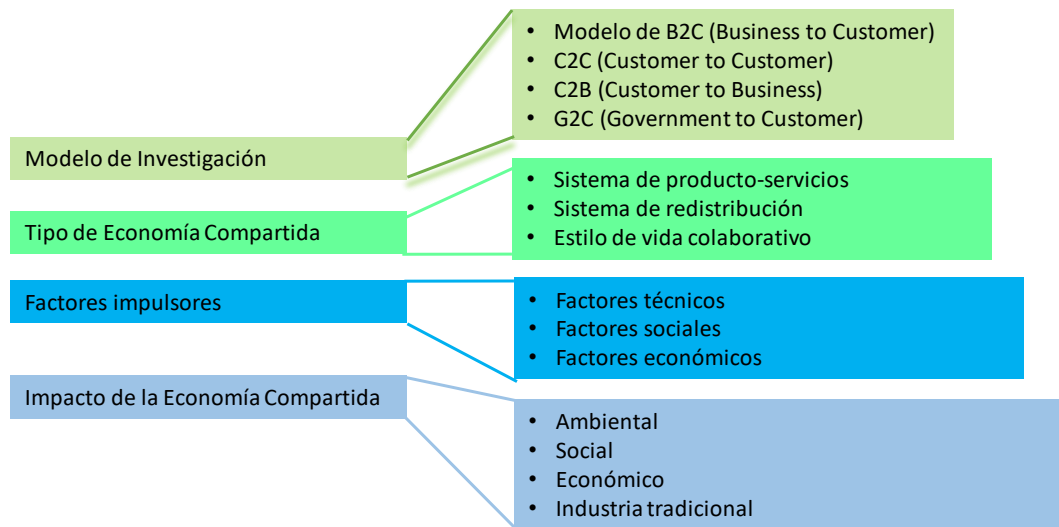 Modelo de Investigación
• Modelo de B2C (Business to Customer)
• C2C (Customer to Customer)
• C2B (Customer to Business)
• G2C (Government to Customer)
Tipo de Economía Compartida
• Sistema de producto-servicios
• Sistema de redistribución
• Estilo de vida colaborativo
Factores impulsores
• Factores técnicos
• Factores sociales
• Factores económicos
Impacto de la Economía Compartida
• Ambiental
• Social
• Económico
• Industria tradicional